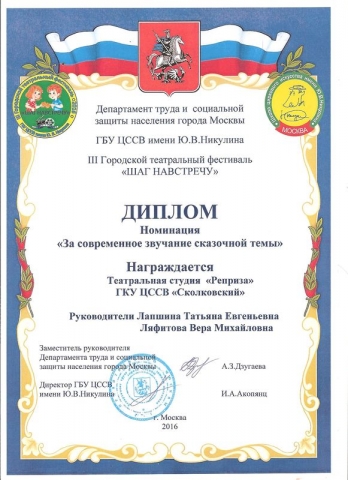 Департамент труда и социальной
защиты населения города Москвы
ГБУ ЦССВ имени Ю.В.Никулина
III Городской театральный фестиваль
«ШАГ НАВСТРЕЧУ»
МОСКВА
ДИПЛОМ
Номинация
«За современное звучание сказочной темы»
Награждается
Театральная студия «Реприза»
ГКУ ЦССВ «Сколковский»
Руководители Лапшина Татьяна Евгеньевна
Ляфитова Вера Михайловна
Заместитель руководителя
Департамента труда и социальной
защиты населения города Москвы
А.З.Дзугаева
Директор ГБУ ЦССВ
имени Ю.В.Никулина
И.А.Акопянц
г. Москва
2016